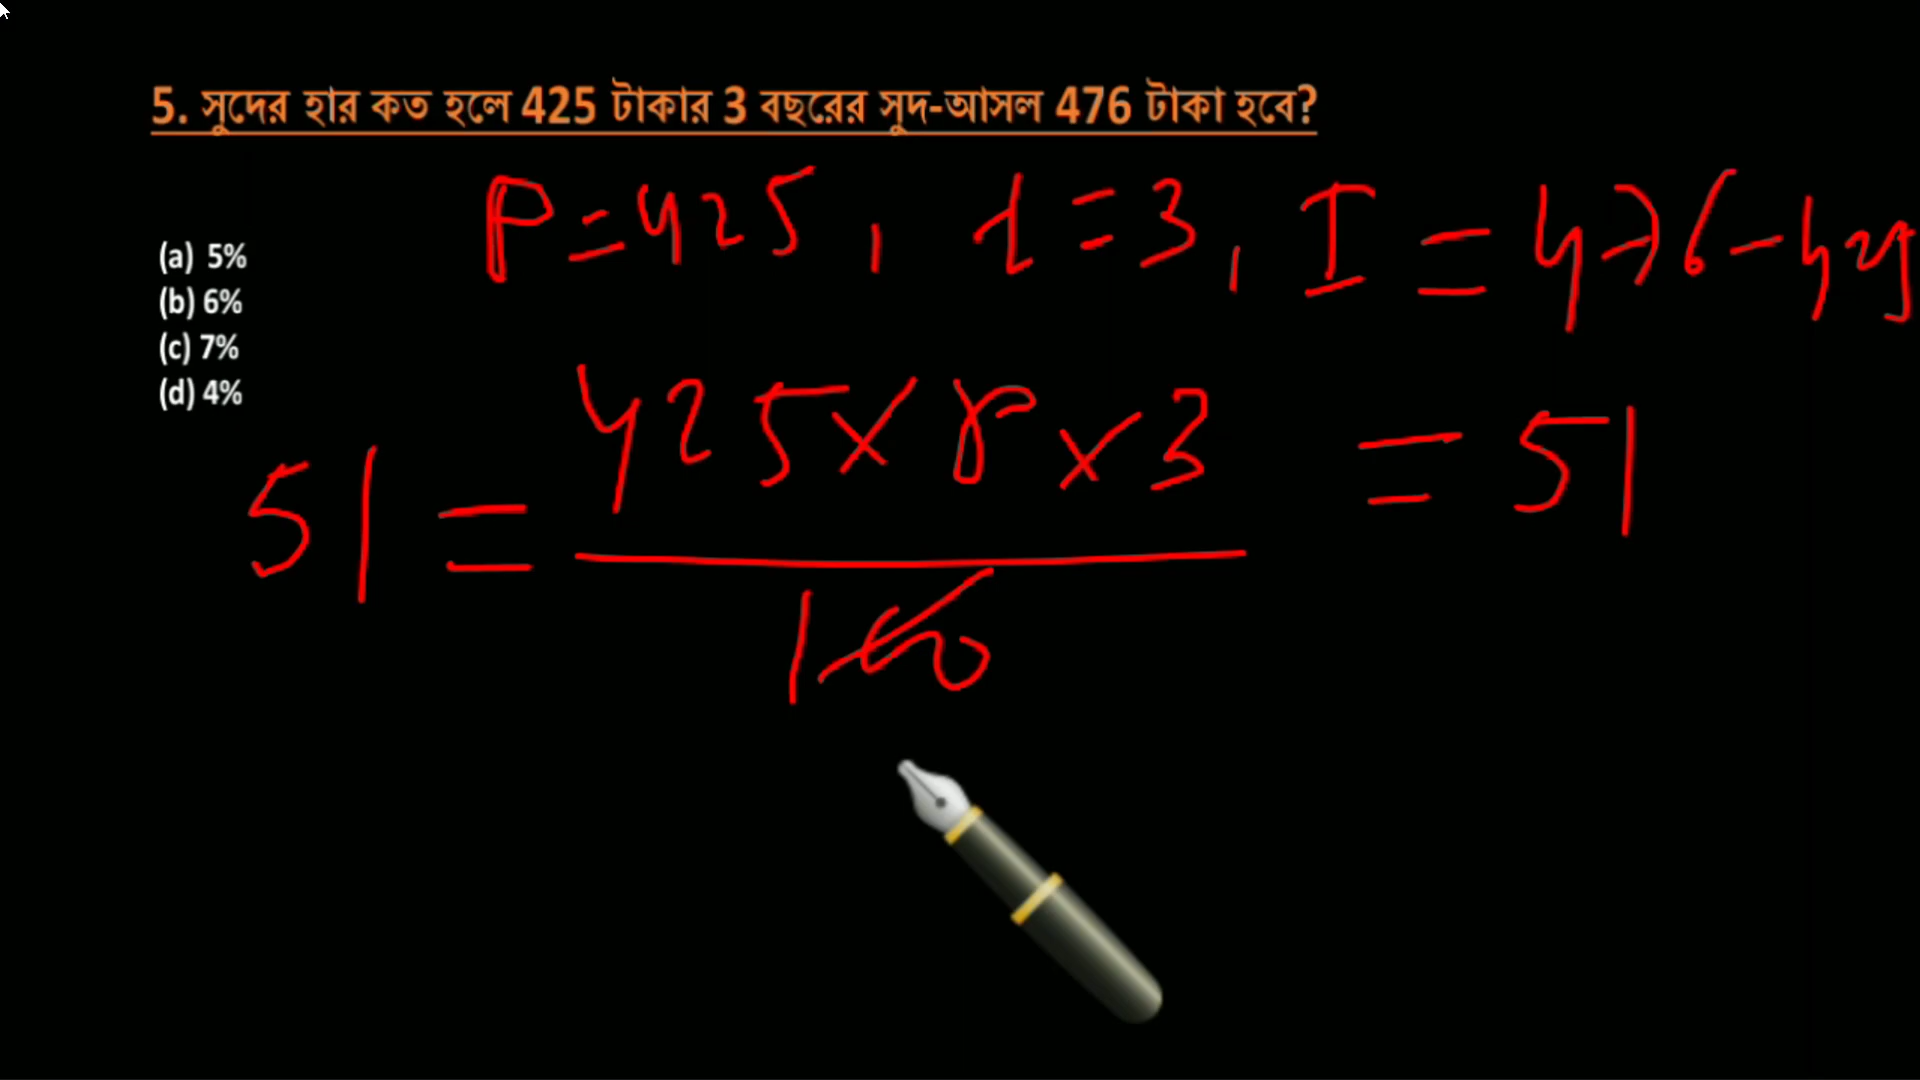 5. সুদের হার কত হলে 425 টাকার 3 বছরের সুদ-আসল 476 টাকা হবে?
P=425, t=3, I = 476-425
(a) 5%
(b) 6%
(c) 7%
(d) 4%
425×r×3
51 = = 51
100